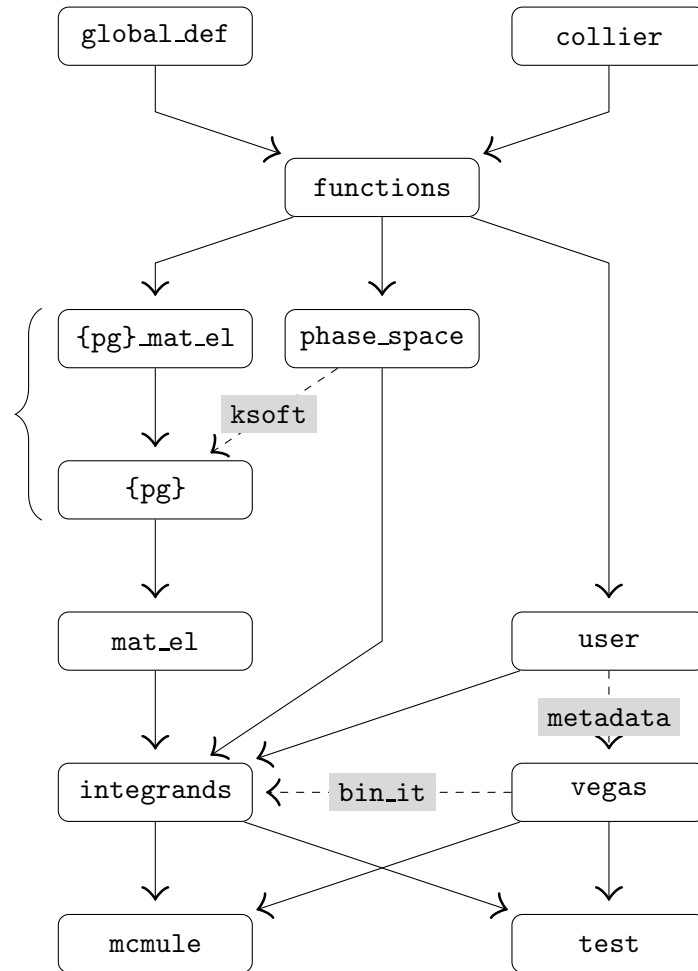 global_def
collier
functions
{pg}_mat_el
phase_space
ksoft
{pg}
mat_el
user
metadata
integrands
bin_it
vegas
mcmule
test